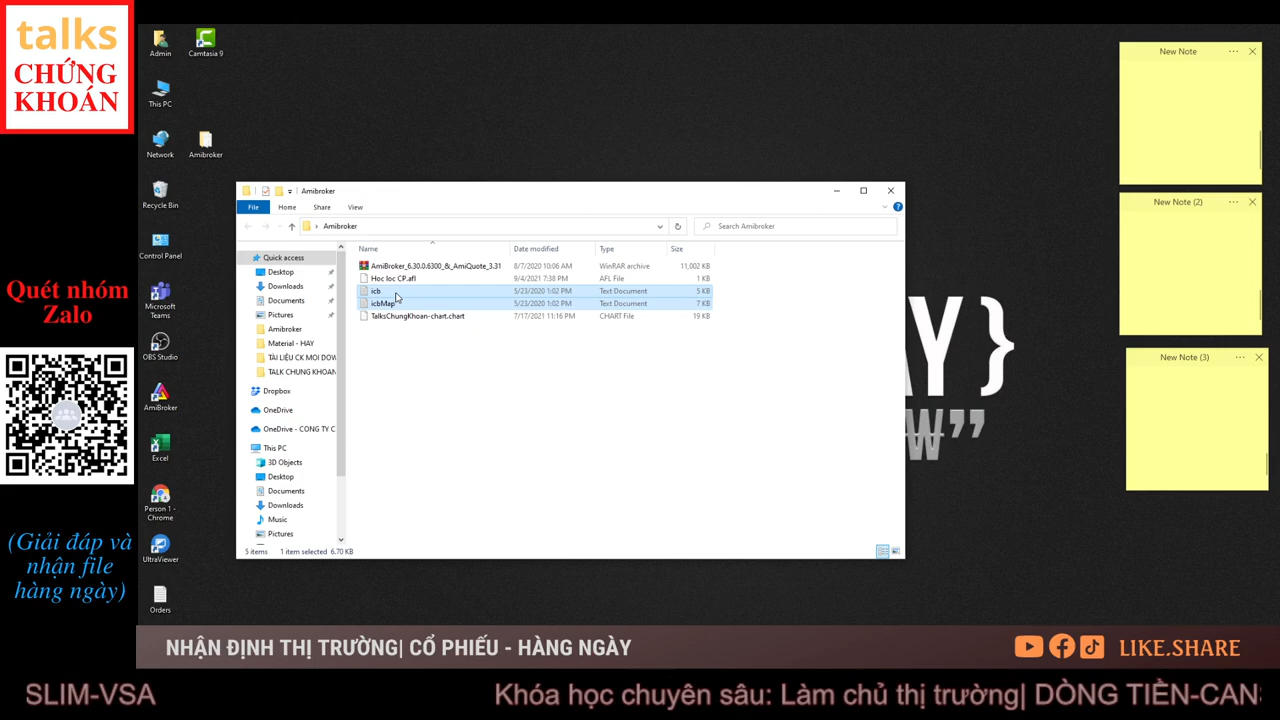 talks
CHỨNG
KHOÁN
Quét nhóm
Zalo
(Giải đáp và
nhận file
hàng ngày)
Admin
Camtasia 9
This PC
Network
Amibroker
Recycle Bin
Control Panel
Microsoft
Teams
OBS Studio
AmiBroker
Excel
Person 1 -
Chrome
UltraViewer
Orders
Amibroker
File
Home
Share
View
Amibroker
Search Amibroker
Name
Date modified
Type
Size
Quick access
Desktop
Downloads
Documents
Pictures
Amibroker
Material - HAY
TÀI LIỆU CK MOI DOW
TALK CHUNG KHOAN
Dropbox
OneDrive
OneDrive - CONG TY C
This PC
3D Objects
Desktop
Documents
Downloads
Music
Pictures
AmiBroker_6.30.0.6300_&_AmiQuote_3.31 8/7/2020 10:06 AM WinRAR archive 11,002 KB
Hoc loc CP.afl 9/4/2021 7:38 PM AFL File 1 KB
icb 5/23/2020 1:02 PM Text Document 5 KB
icbMap 5/23/2020 1:02 PM Text Document 7 KB
TalksChungKhoan-chart.chart 7/17/2021 11:16 PM CHART File 19 KB
5 items 1 item selected 6.70 KB
AY}
W”
New Note
New Note (2)
New Note (3)
NHẬN ĐỊNH THỊ TRƯỜNG| CỔ PHIẾU - HÀNG NGÀY
LIKE.SHARE
SLIM-VSA
Khóa học chuyên sâu: Làm chủ thị trường| DÒNG TIỀN-CAN